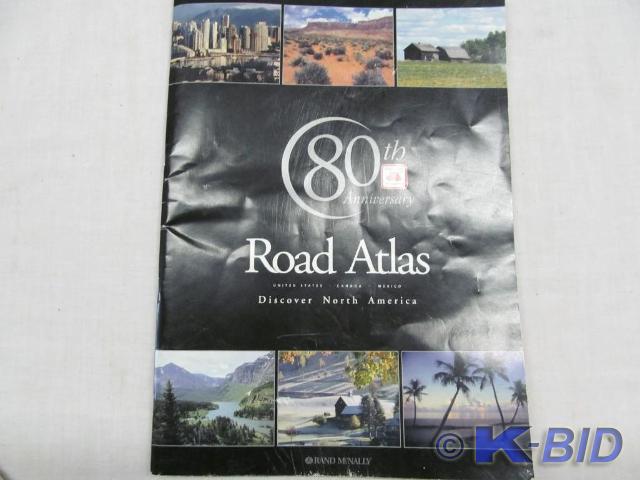 80th
Anniversary
Road Atlas
UNITED STATES · CANADA · MEXICO
Discover North America
RAND MCNALLY
© K-BID